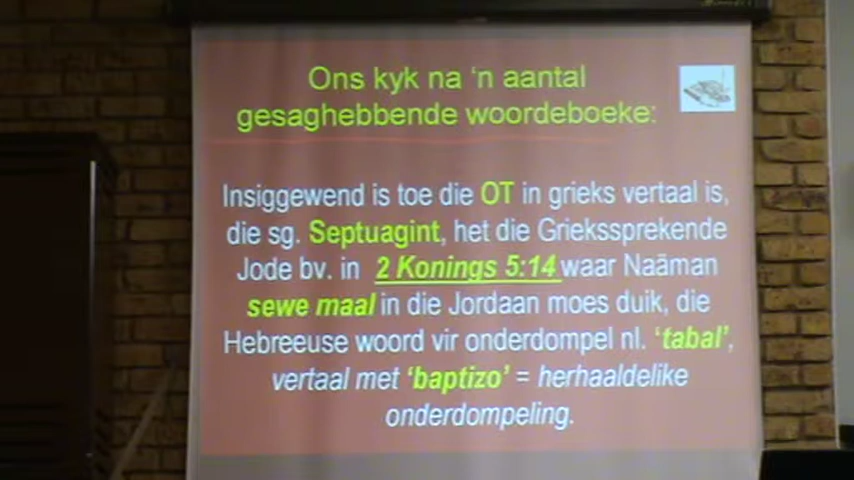 Ons kyk na 'n aantal
gesaghebbende woordeboeke:
Insiggewend is toe die OT in grieks vertaal is,
die sg. Septuagint, het die Griekssprekende
Jode bv. in 2 Konings 5:14 waar Naäman
sewe maal in die Jordaan moes duik, die
Hebreeuse woord vir onderdompel nl. 'tabal',
vertaal met 'baptizo' = herhaaldelike
onderdompeling.